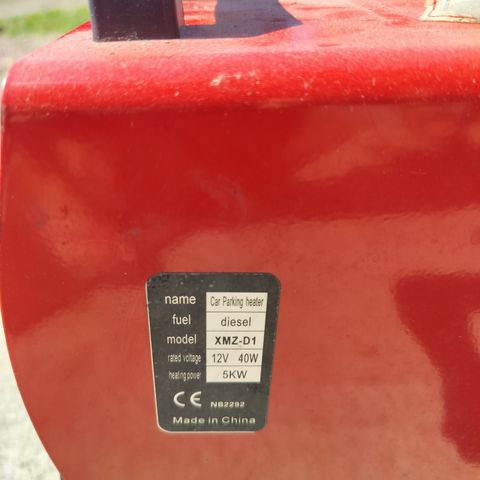 name Car Parking heater
fuel diesel
model XMZ-D1
rated voltage 12V 40W
heating power 5KW
CE NB2292
Made in China